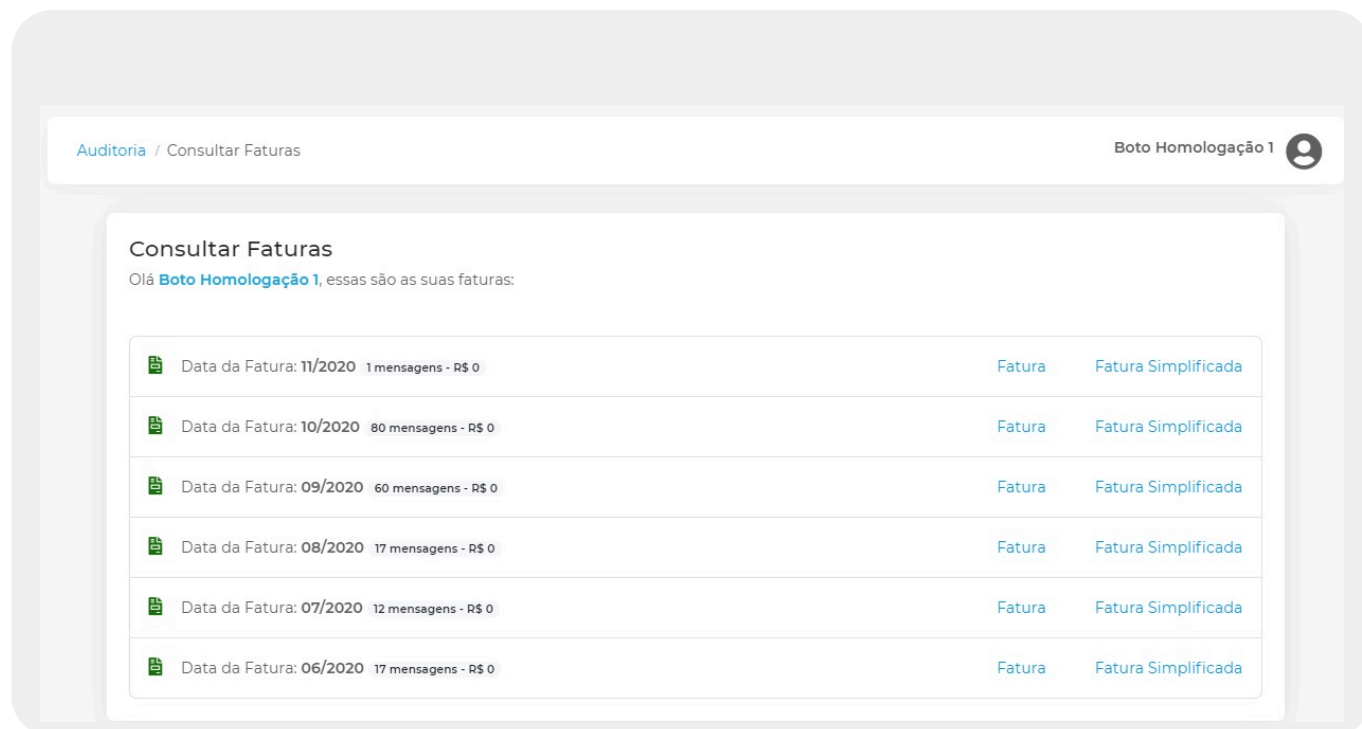 Auditoria / Consultar Faturas
Boto Homologação 1
Consultar Faturas
Olá Boto Homologação 1, essas são as suas faturas:
Data da Fatura: 11/2020 1 mensagens - R$ 0 Fatura Fatura Simplificada
Data da Fatura: 10/2020 80 mensagens - R$ 0 Fatura Fatura Simplificada
Data da Fatura: 09/2020 60 mensagens - R$ 0 Fatura Fatura Simplificada
Data da Fatura: 08/2020 17 mensagens - R$ 0 Fatura Fatura Simplificada
Data da Fatura: 07/2020 12 mensagens - R$ 0 Fatura Fatura Simplificada
Data da Fatura: 06/2020 17 mensagens - R$ 0 Fatura Fatura Simplificada